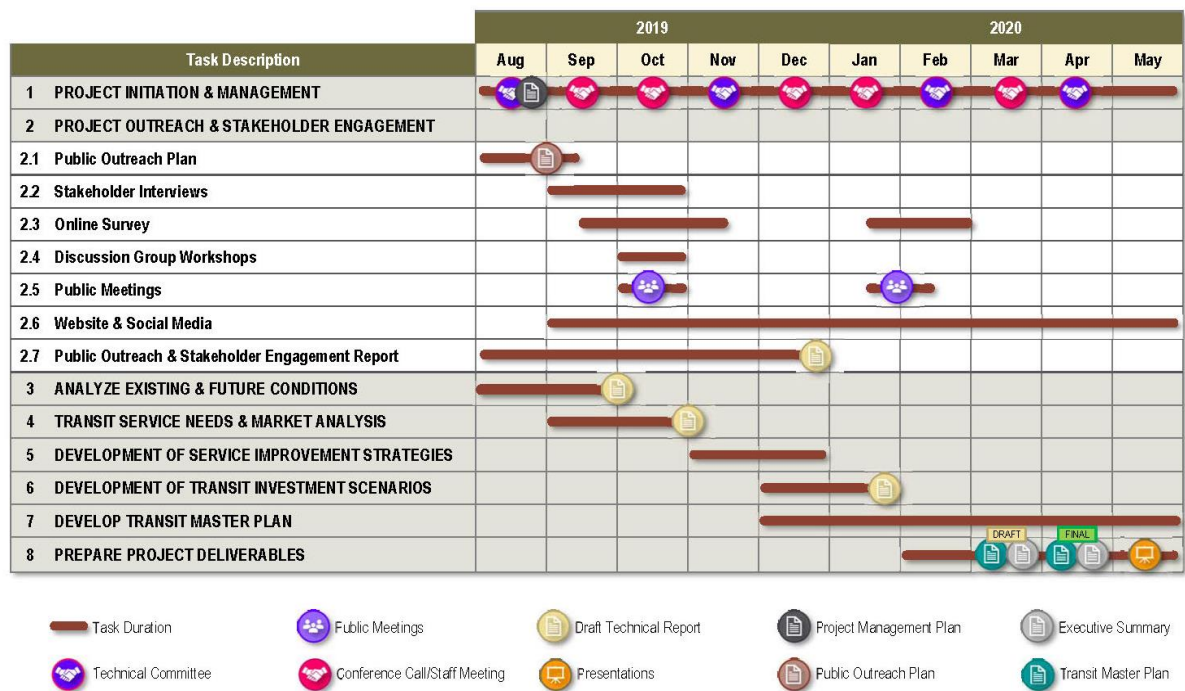 2019 2020
Task Description Aug Sep Oct Nov Dec Jan Feb Mar Apr May
1 PROJECT INITIATION & MANAGEMENT
2 PROJECT OUTREACH & STAKEHOLDER ENGAGEMENT
2.1 Public Outreach Plan
2.2 Stakeholder Interviews
2.3 Online Survey
2.4 Discussion Group Workshops
2.5 Public Meetings
2.6 Website & Social Media
2.7 Public Outreach & Stakeholder Engagement Report
3 ANALYZE EXISTING & FUTURE CONDITIONS
4 TRANSIT SERVICE NEEDS & MARKET ANALYSIS
5 DEVELOPMENT OF SERVICE IMPROVEMENT STRATEGIES
6 DEVELOPMENT OF TRANSIT INVESTMENT SCENARIOS
7 DEVELOP TRANSIT MASTER PLAN
DRAFT FINAL
8 PREPARE PROJECT DELIVERABLES
Task Duration Public Meetings Draft Technical Report Project Management Plan Executive Summary
Technical Committee Conference Call/Staff Meeting Presentations Public Outreach Plan Transit Master Plan